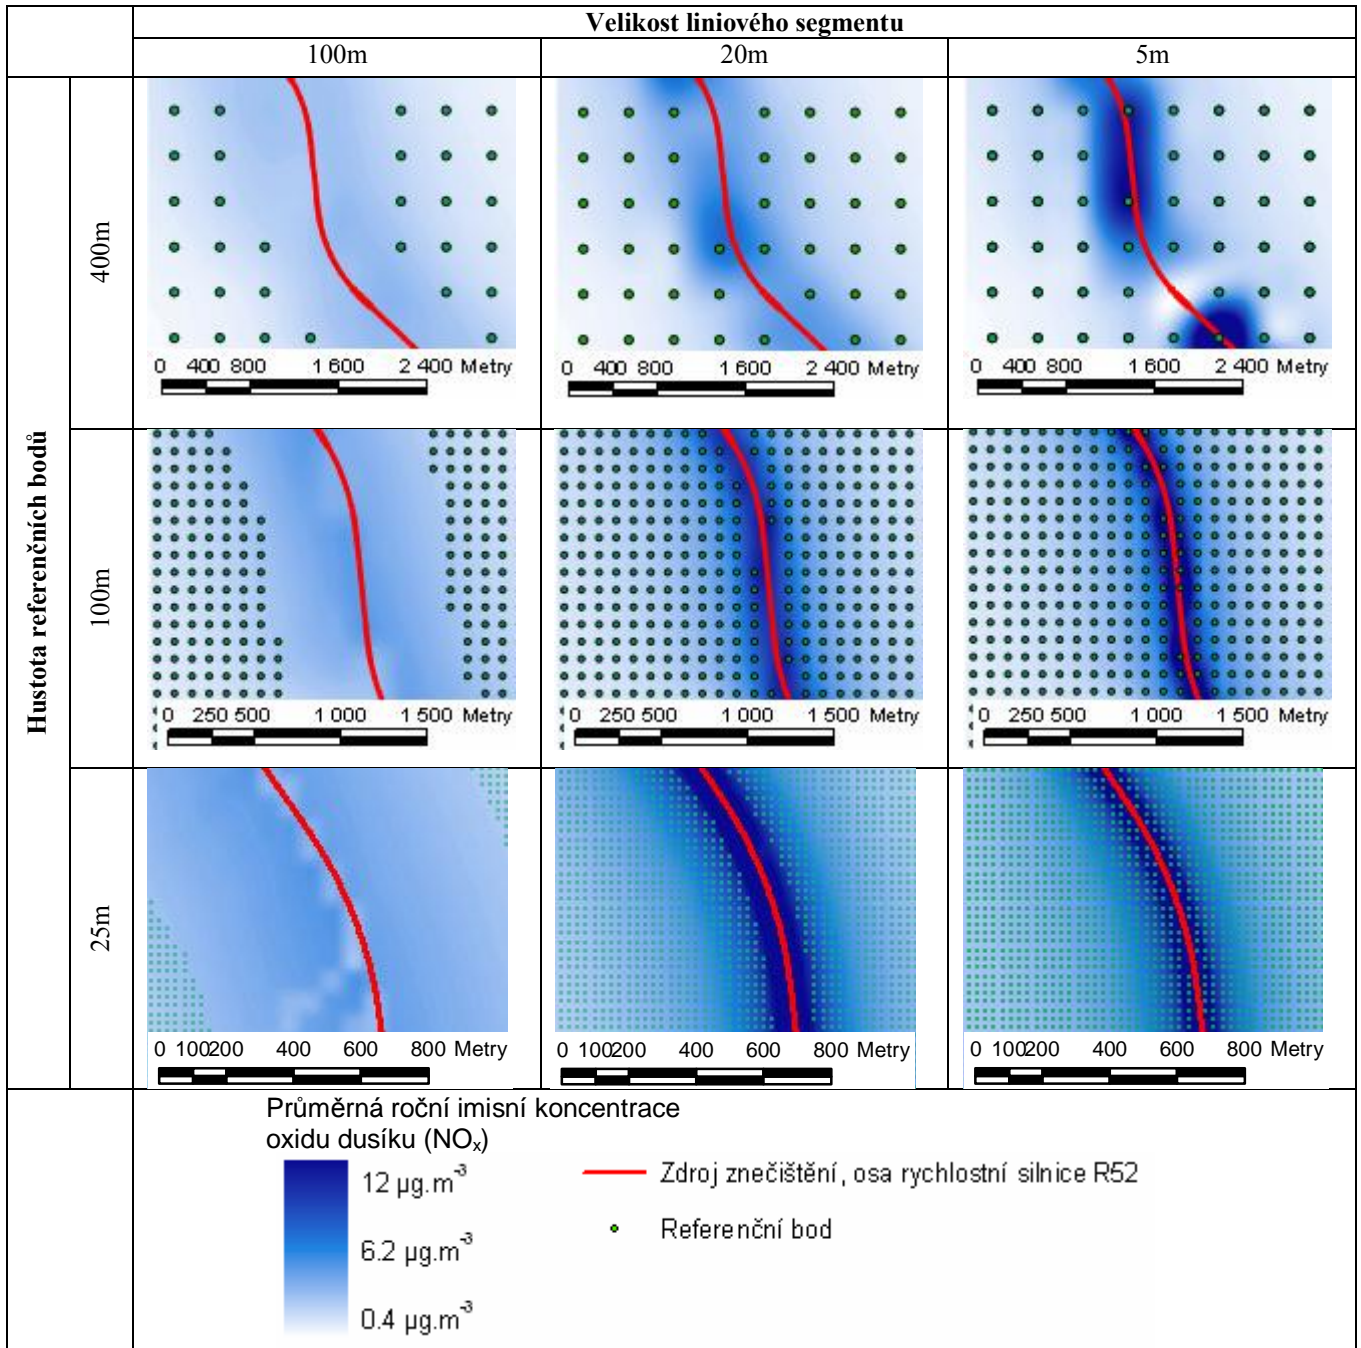 Velikost liniového segmentu
100m
20m
5m
Hustota referenčních bodů
400m
0 400 800 1 600 2 400 Metry
0 400 800 1 600 2 400 Metry
0 400 800 1 600 2 400 Metry
100m
0 250 500 1 000 1 500 Metry
0 250 500 1 000 1 500 Metry
0 250 500 1 000 1 500 Metry
25m
0 100200 400 600 800 Metry
0 100200 400 600 800 Metry
0 100200 400 600 800 Metry
Průměrná roční imisní koncentrace
oxidu dusíku (NOₓ)
12 µg.m⁻³
6.2 µg.m⁻³
0.4 µg.m⁻³
Zdroj znečištění, osa rychlostní silnice R52
Referenční bod